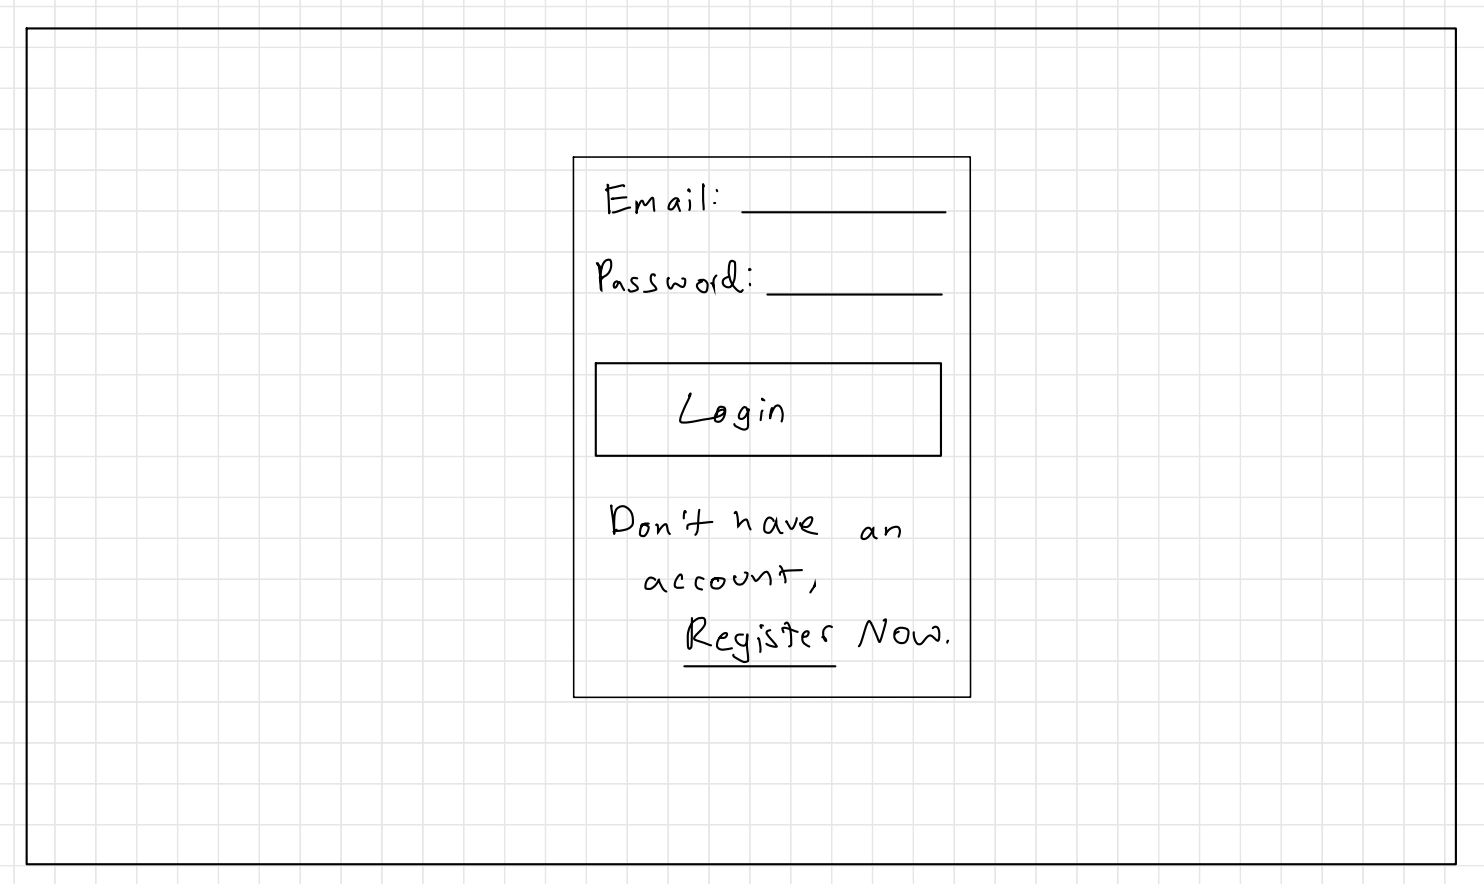 Email:
Password:
Login
Don't have an
account,
Register Now.